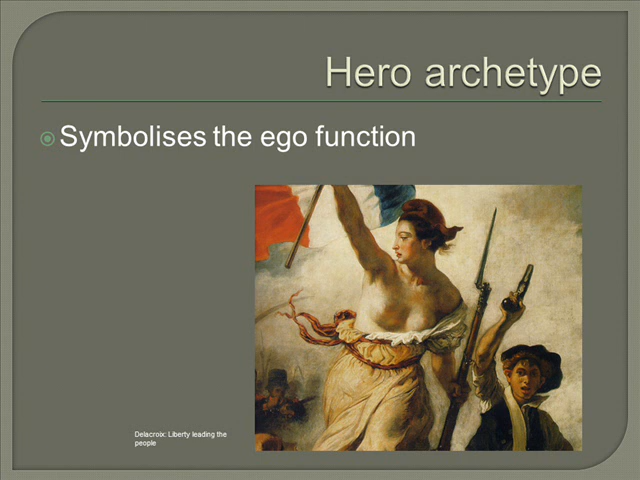 Hero archetype
Symbolises the ego function
Delacroix: Liberty leading the
people